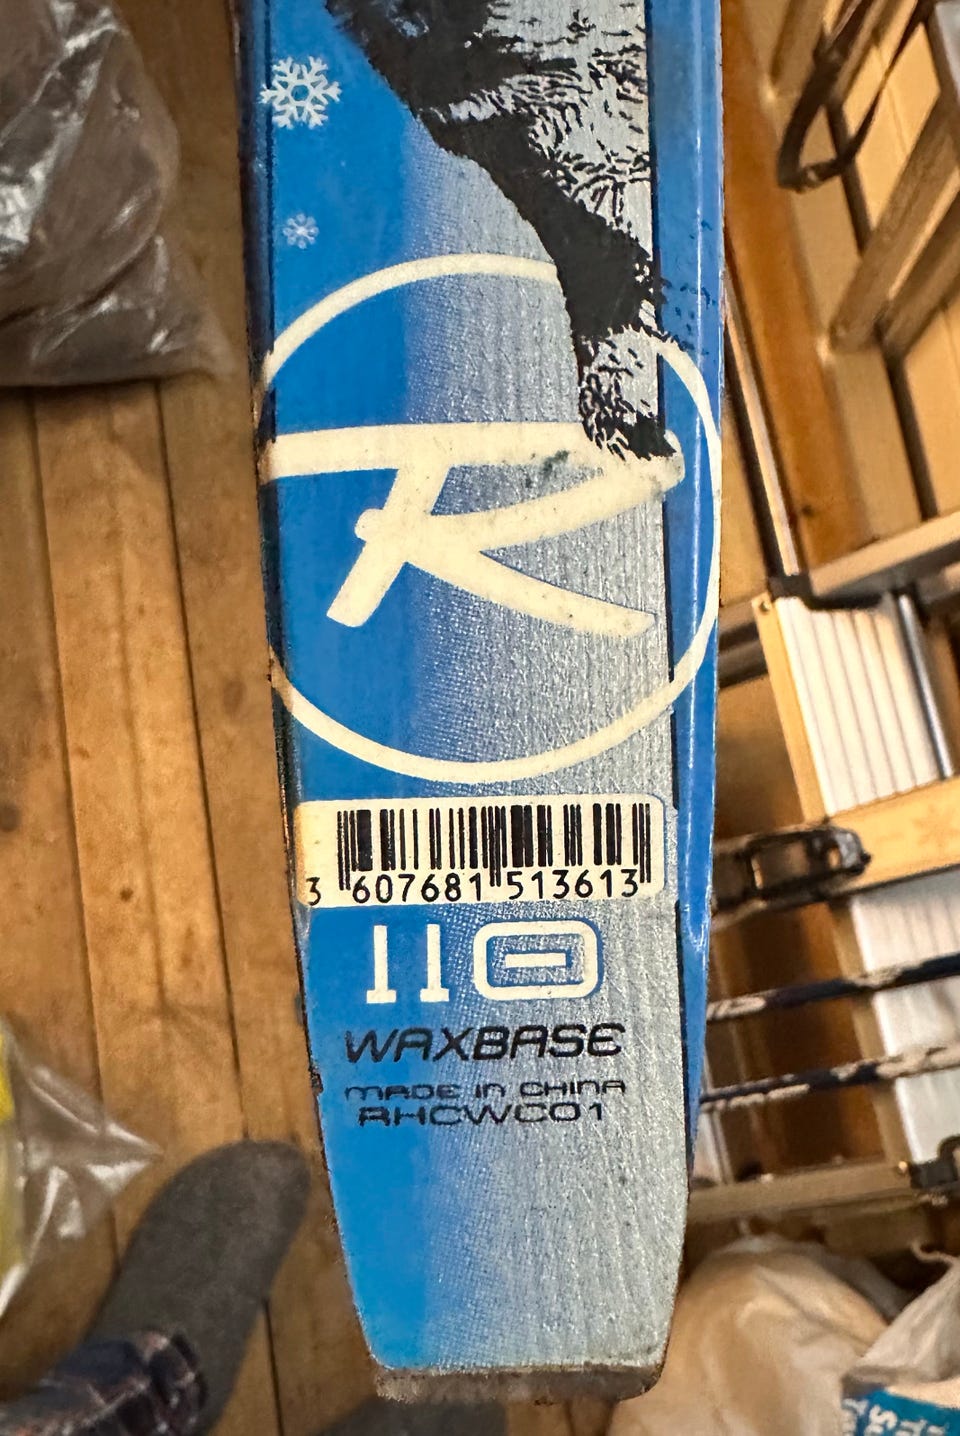 R
3 607681 513613
110
WAXBASE
MADE IN CHINA
RHCWC01